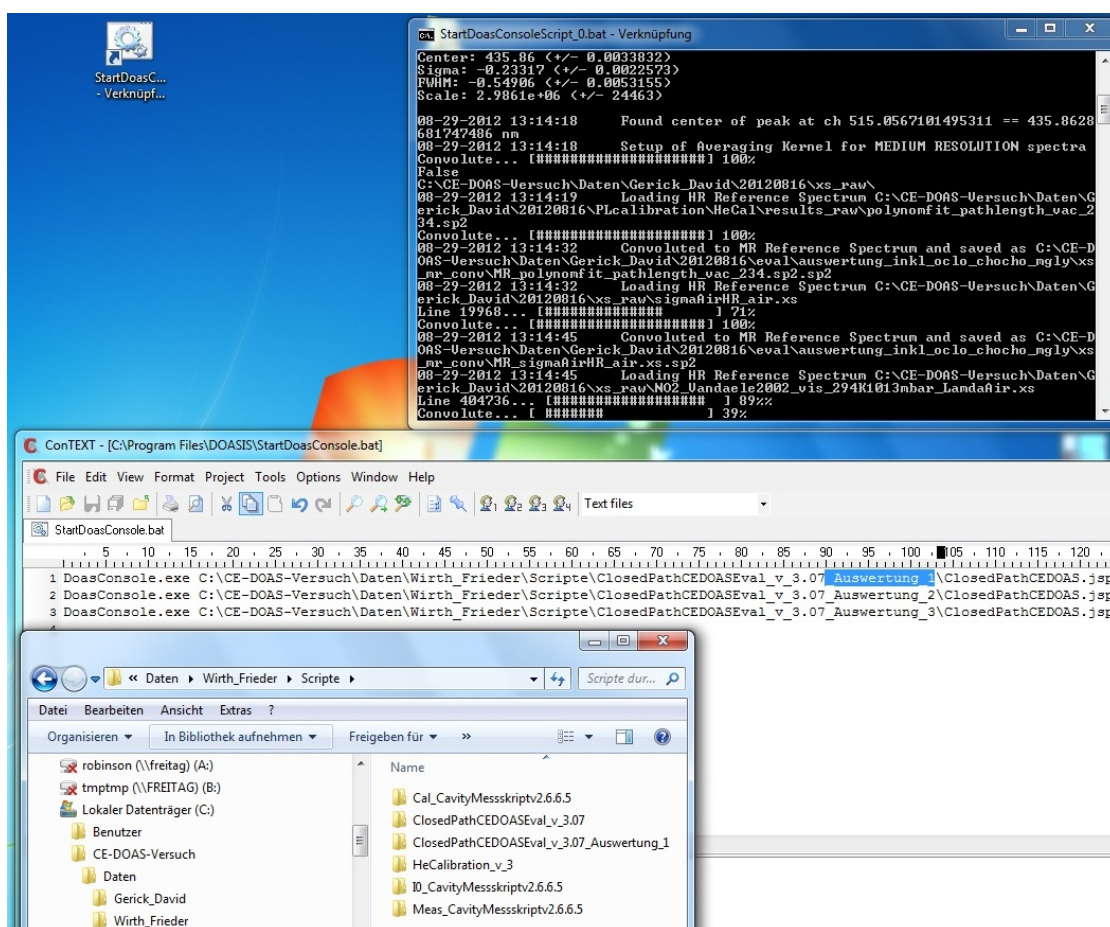 StartDoasC...
- Verknüpf...
StartDoasConsoleScript_0.bat - Verknüpfung
Center: 435.86 (+/- 0.0033832)
Sigma: -0.23317 (+/- 0.0022573)
FWHM: -0.54906 (+/- 0.0053155)
Scale: 2.9861e+06 (+/- 24463)
08-29-2012 13:14:18 Found center of peak at ch 515.0567101495311 == 435.8628
681747486 nm
08-29-2012 13:14:18 Setup of Averaging Kernel for MEDIUM RESOLUTION spectra
Convolute... [####################] 100%
False
C:\CE-DOAS-Versuch\Daten\Gerick_David\20120816\xs_raw\
08-29-2012 13:14:19 Loading HR Reference Spectrum C:\CE-DOAS-Versuch\Daten\G
erick_David\20120816\PLcalibration\HeCal\results_raw\polynomfit_pathlength_vac_2
34.sp2
Convolute... [####################] 100%
08-29-2012 13:14:32 Convoluted to MR Reference Spectrum and saved as C:\CE-D
OAS-Versuch\Daten\Gerick_David\20120816\eval\auswertung_inkl_oclo_chocho_mgly\xs
_mr_conv\MR_polynomfit_pathlength_vac_234.sp2.sp2
08-29-2012 13:14:32 Loading HR Reference Spectrum C:\CE-DOAS-Versuch\Daten\G
erick_David\20120816\xs_raw\sigmaAirHR_air.xs
Line 19968... [############## ] 71%
Convolute... [####################] 100%
08-29-2012 13:14:45 Convoluted to MR Reference Spectrum and saved as C:\CE-D
OAS-Versuch\Daten\Gerick_David\20120816\eval\auswertung_inkl_oclo_chocho_mgly\xs
_mr_conv\MR_sigmaAirHR_air.xs.sp2
08-29-2012 13:14:45 Loading HR Reference Spectrum C:\CE-DOAS-Versuch\Daten\G
erick_David\20120816\xs_raw\NO2_Vandaele2002_vis_294K1013mbar_LamdaAir.xs
Line 404736... [################## ] 89%%
Convolute... [ ####### ] 39%
ConTEXT - [C:\Program Files\DOASIS\StartDoasConsole.bat]
File Edit View Format Project Tools Options Window Help
1 2 3 4 Text files
StartDoasConsole.bat
5 10 15 20 25 30 35 40 45 50 55 60 65 70 75 80 85 90 95 100 105 110 115 120
1 DoasConsole.exe C:\CE-DOAS-Versuch\Daten\Wirth_Frieder\Scripte\ClosedPathCEDOASEval_v_3.07_Auswertung_1\ClosedPathCEDOAS.jsp
2 DoasConsole.exe C:\CE-DOAS-Versuch\Daten\Wirth_Frieder\Scripte\ClosedPathCEDOASEval_v_3.07_Auswertung_2\ClosedPathCEDOAS.jsp
3 DoasConsole.exe C:\CE-DOAS-Versuch\Daten\Wirth_Frieder\Scripte\ClosedPathCEDOASEval_v_3.07_Auswertung_3\ClosedPathCEDOAS.jsp
« Daten Wirth_Frieder Scripte Scripte dur...
Datei Bearbeiten Ansicht Extras ?
Organisieren In Bibliothek aufnehmen Freigeben für »
robinson (\\freitag) (A:)
tmptmp (\\FREITAG) (B:)
Lokaler Datenträger (C:)
Benutzer
CE-DOAS-Versuch
Daten
Gerick_David
Wirth_Frieder
Name
Cal_CavityMessskriptv2.6.6.5
ClosedPathCEDOASEval_v_3.07
ClosedPathCEDOASEval_v_3.07_Auswertung_1
HeCalibration_v_3
I0_CavityMessskriptv2.6.6.5
Meas_CavityMessskriptv2.6.6.5